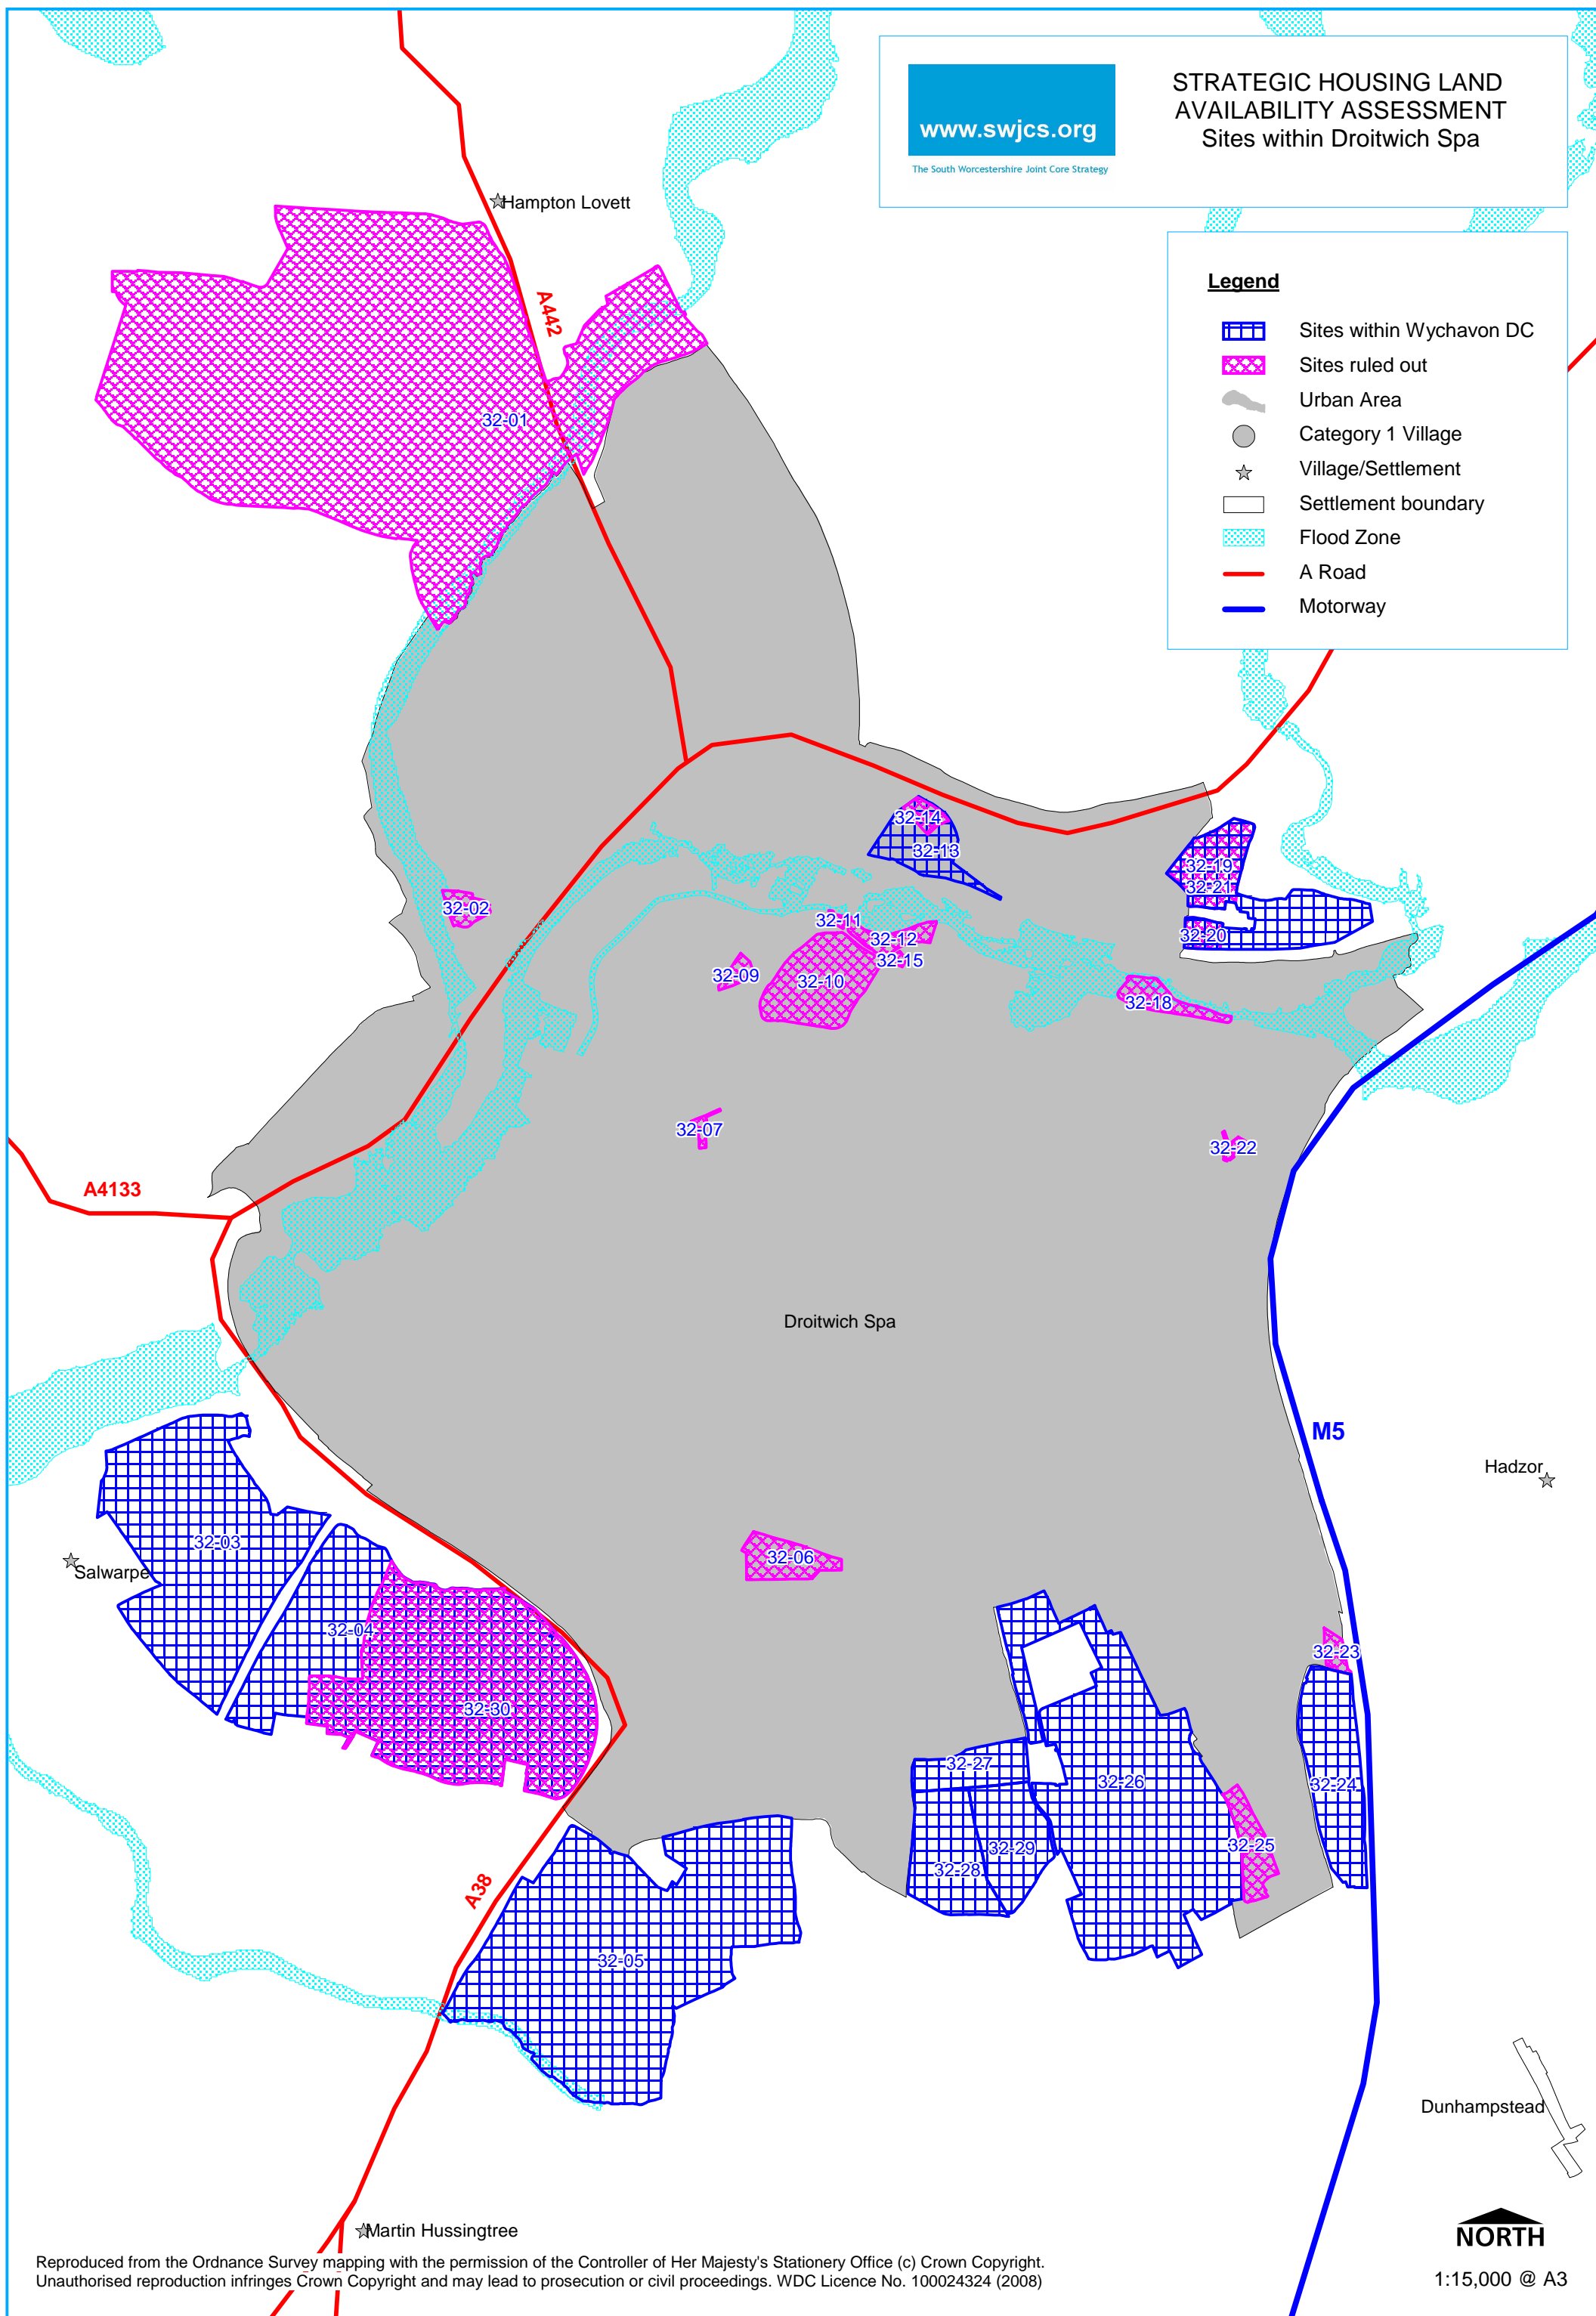 www.swjcs.org
The South Worcestershire Joint Core Strategy
STRATEGIC HOUSING LAND
AVAILABILITY ASSESSMENT
Sites within Droitwich Spa
Legend
Sites within Wychavon DC
Sites ruled out
Urban Area
Category 1 Village
Village/Settlement
Settlement boundary
Flood Zone
A Road
Motorway
Hampton Lovett
A442
32-01
32-14
32-13
32-19
32-21
32-02
32-11
32-12
32-20
32-15
32-09
32-10
32-18
32-07
32-22
A4133
Droitwich Spa
M5
Hadzor
32-03
32-06
Salwarpe
32-04
32-23
32-30
32-27
32-26
32-24
32-29
32-25
32-28
A38
32-05
Dunhampstead
Martin Hussingtree
NORTH
1:15,000 @ A3
Reproduced from the Ordnance Survey mapping with the permission of the Controller of Her Majesty's Stationery Office (c) Crown Copyright.
Unauthorised reproduction infringes Crown Copyright and may lead to prosecution or civil proceedings. WDC Licence No. 100024324 (2008)